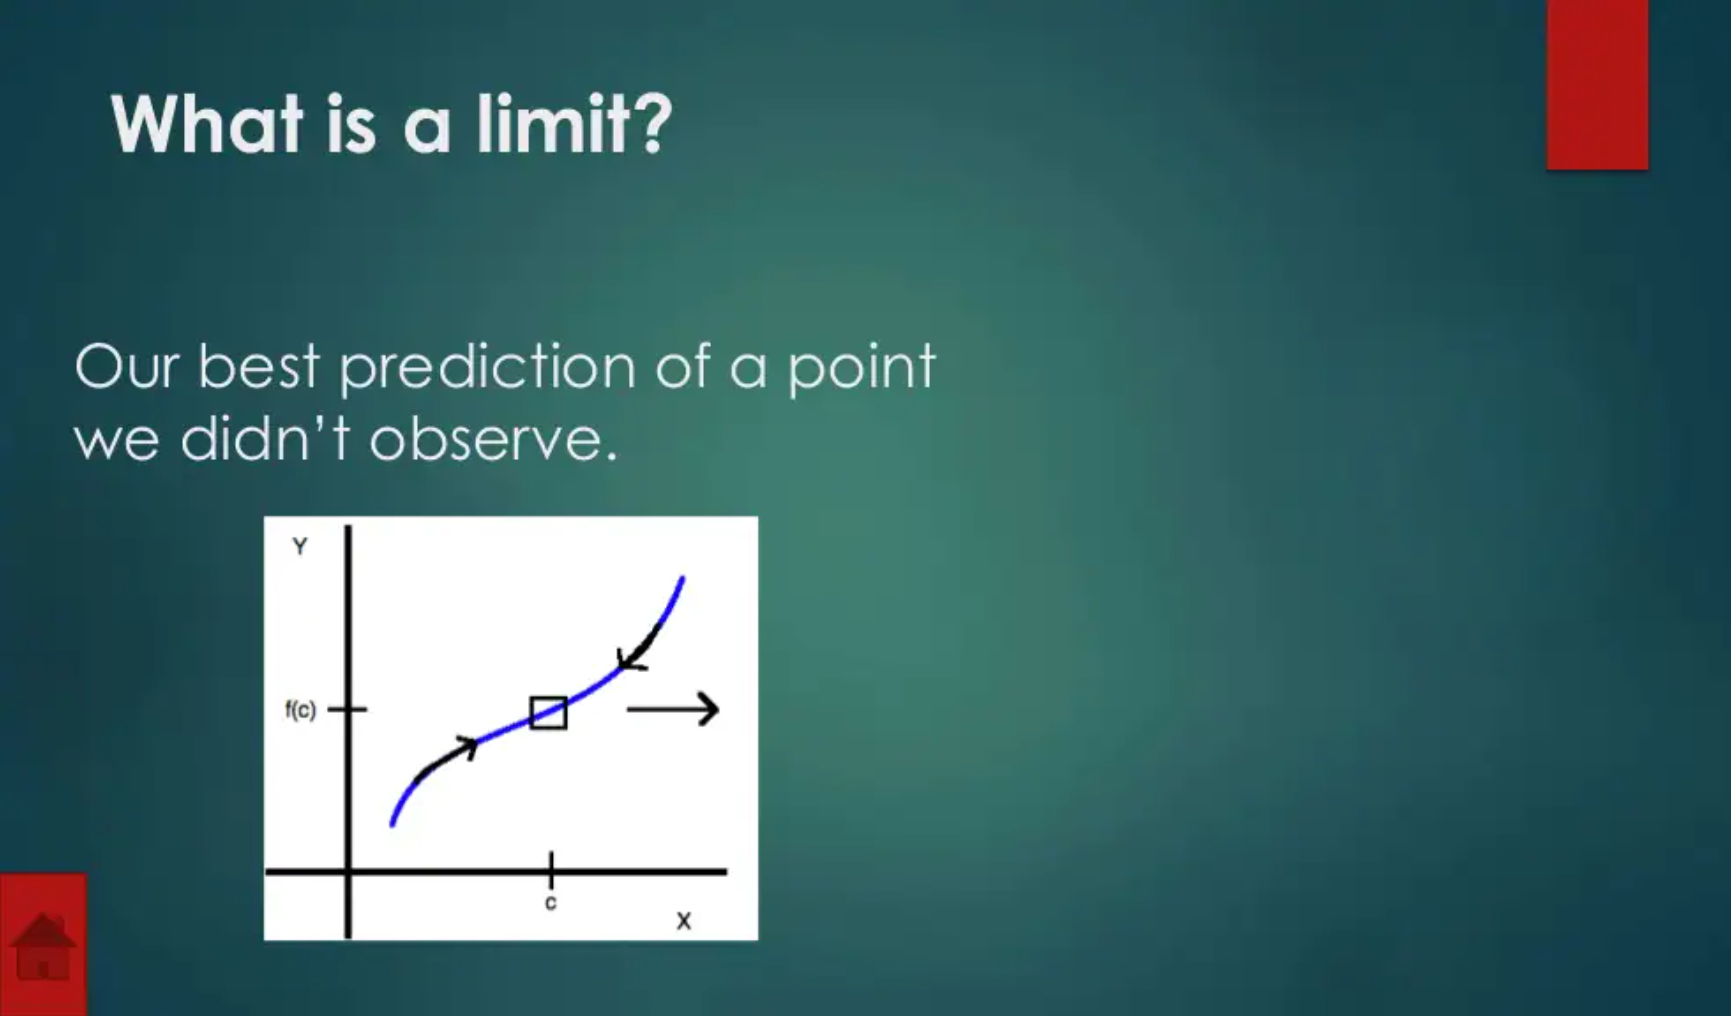 What is a limit?
Our best prediction of a point
we didn’t observe.
Y
f(c)
c
X